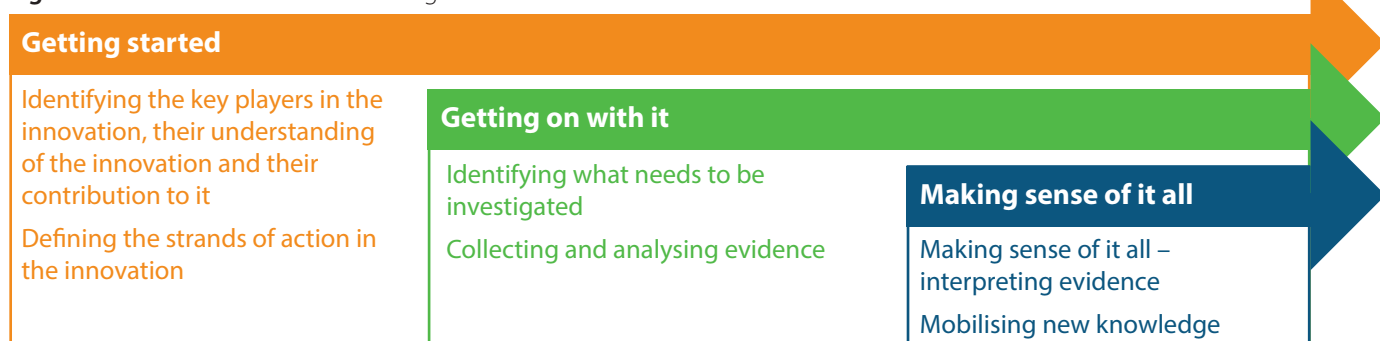 Getting started
Identifying the key players in the
innovation, their understanding
of the innovation and their
contribution to it
Defining the strands of action in
the innovation
Getting on with it
Identifying what needs to be
investigated
Collecting and analysing evidence
Making sense of it all
Making sense of it all –
interpreting evidence
Mobilising new knowledge